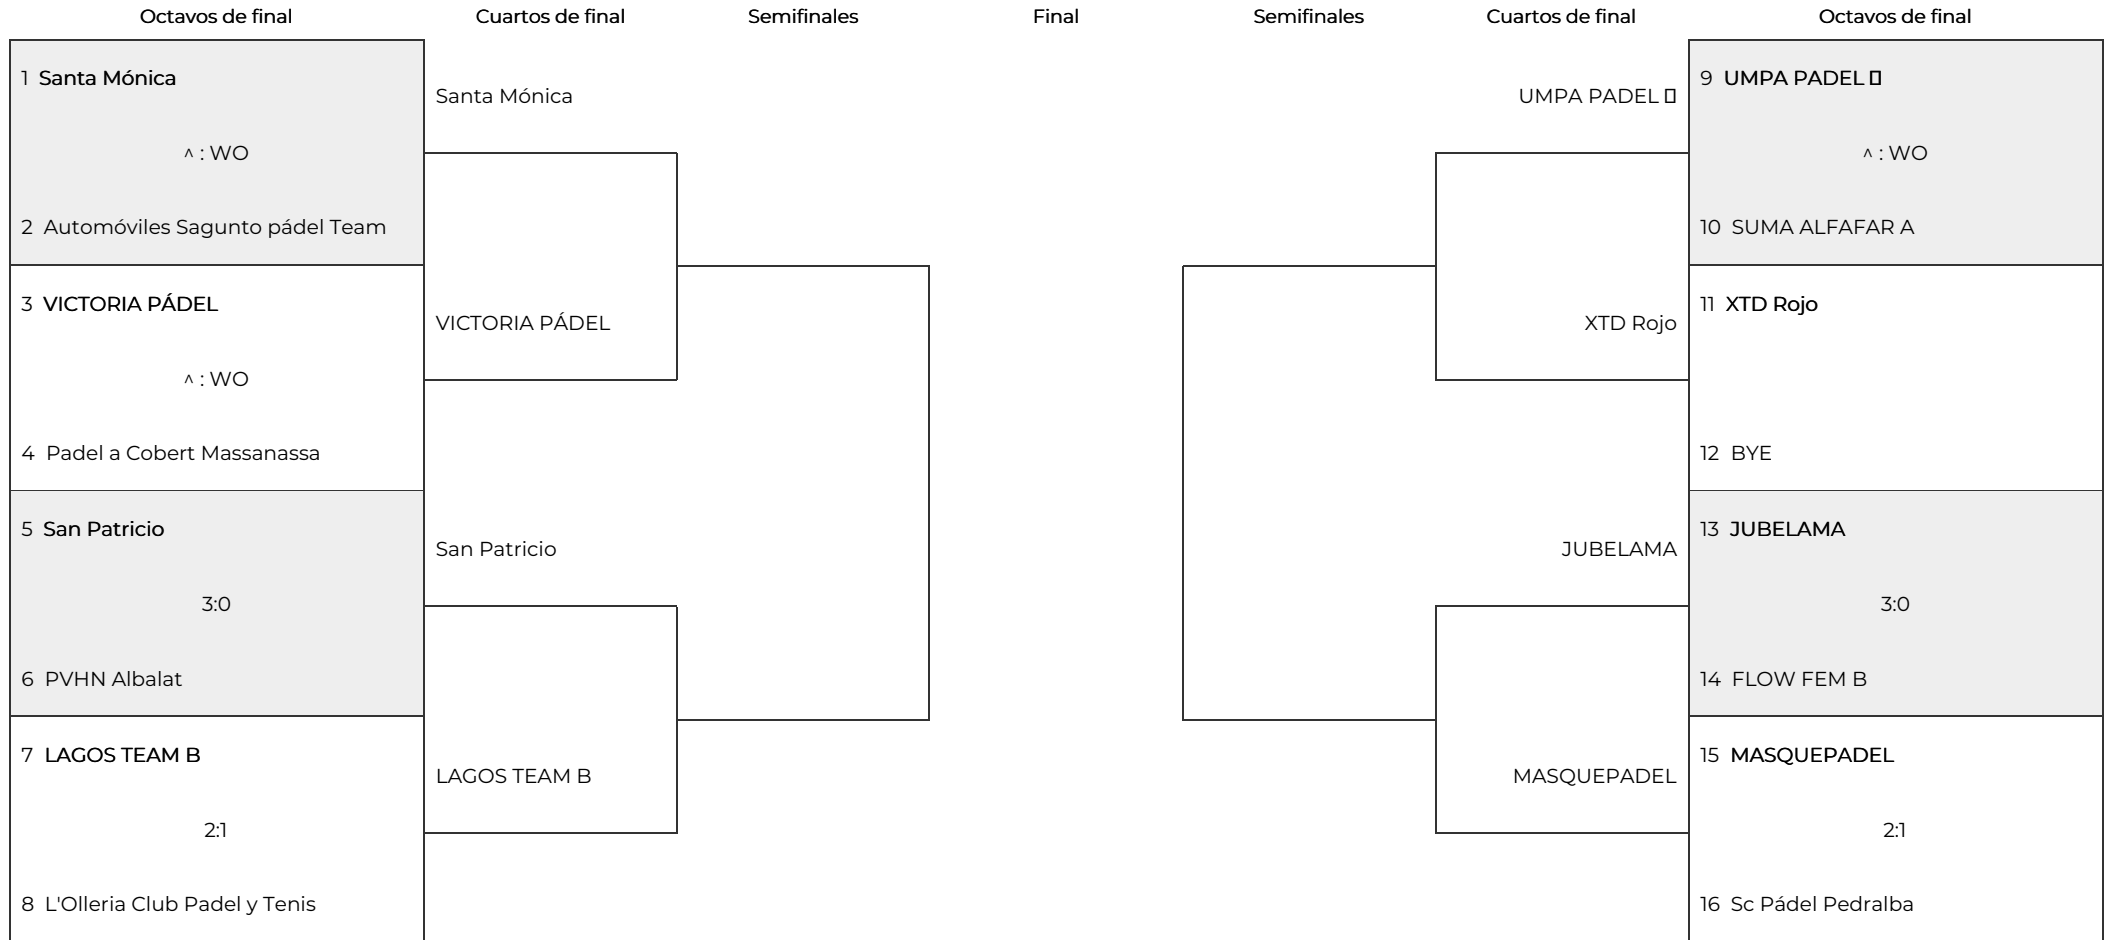 Octavos de final Cuartos de final Semifinales Final Semifinales Cuartos de final Octavos de final
1 Santa Mónica
^ : WO
2 Automóviles Sagunto pádel Team
3 VICTORIA PÁDEL
^ : WO
4 Padel a Cobert Massanassa
5 San Patricio
3:0
6 PVHN Albalat
7 LAGOS TEAM B
2:1
8 L'Olleria Club Padel y Tenis
Santa Mónica
VICTORIA PÁDEL
San Patricio
LAGOS TEAM B
UMPA PADEL
XTD Rojo
JUBELAMA
MASQUEPADEL
9 UMPA PADEL
^ : WO
10 SUMA ALFAFAR A
11 XTD Rojo
12 BYE
13 JUBELAMA
3:0
14 FLOW FEM B
15 MASQUEPADEL
2:1
16 Sc Pádel Pedralba